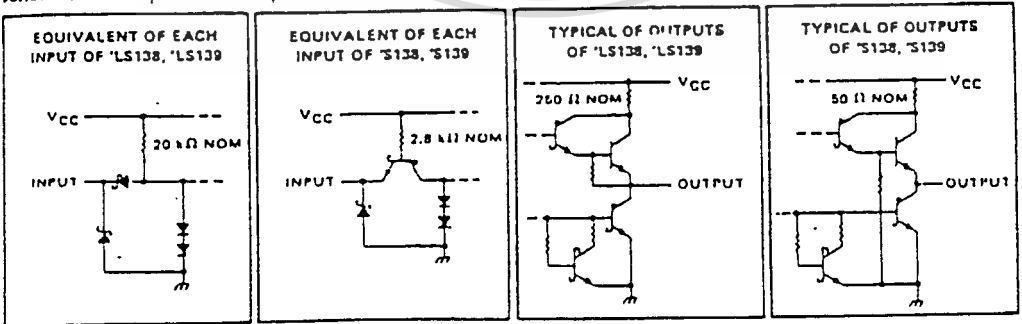 EQUIVALENT OF EACH
INPUT OF 'LS138, 'LS139
VCC
20 kΩ NOM
INPUT
EQUIVALENT OF EACH
INPUT OF 'S138, 'S139
VCC
2.8 kΩ NOM
INPUT
TYPICAL OF OUTPUTS
OF 'LS138, 'LS139
VCC
Ω NOM
OUTPUT
TYPICAL OF OUTPUTS
OF 'S138, 'S139
VCC
50 Ω NOM
OUTPUT